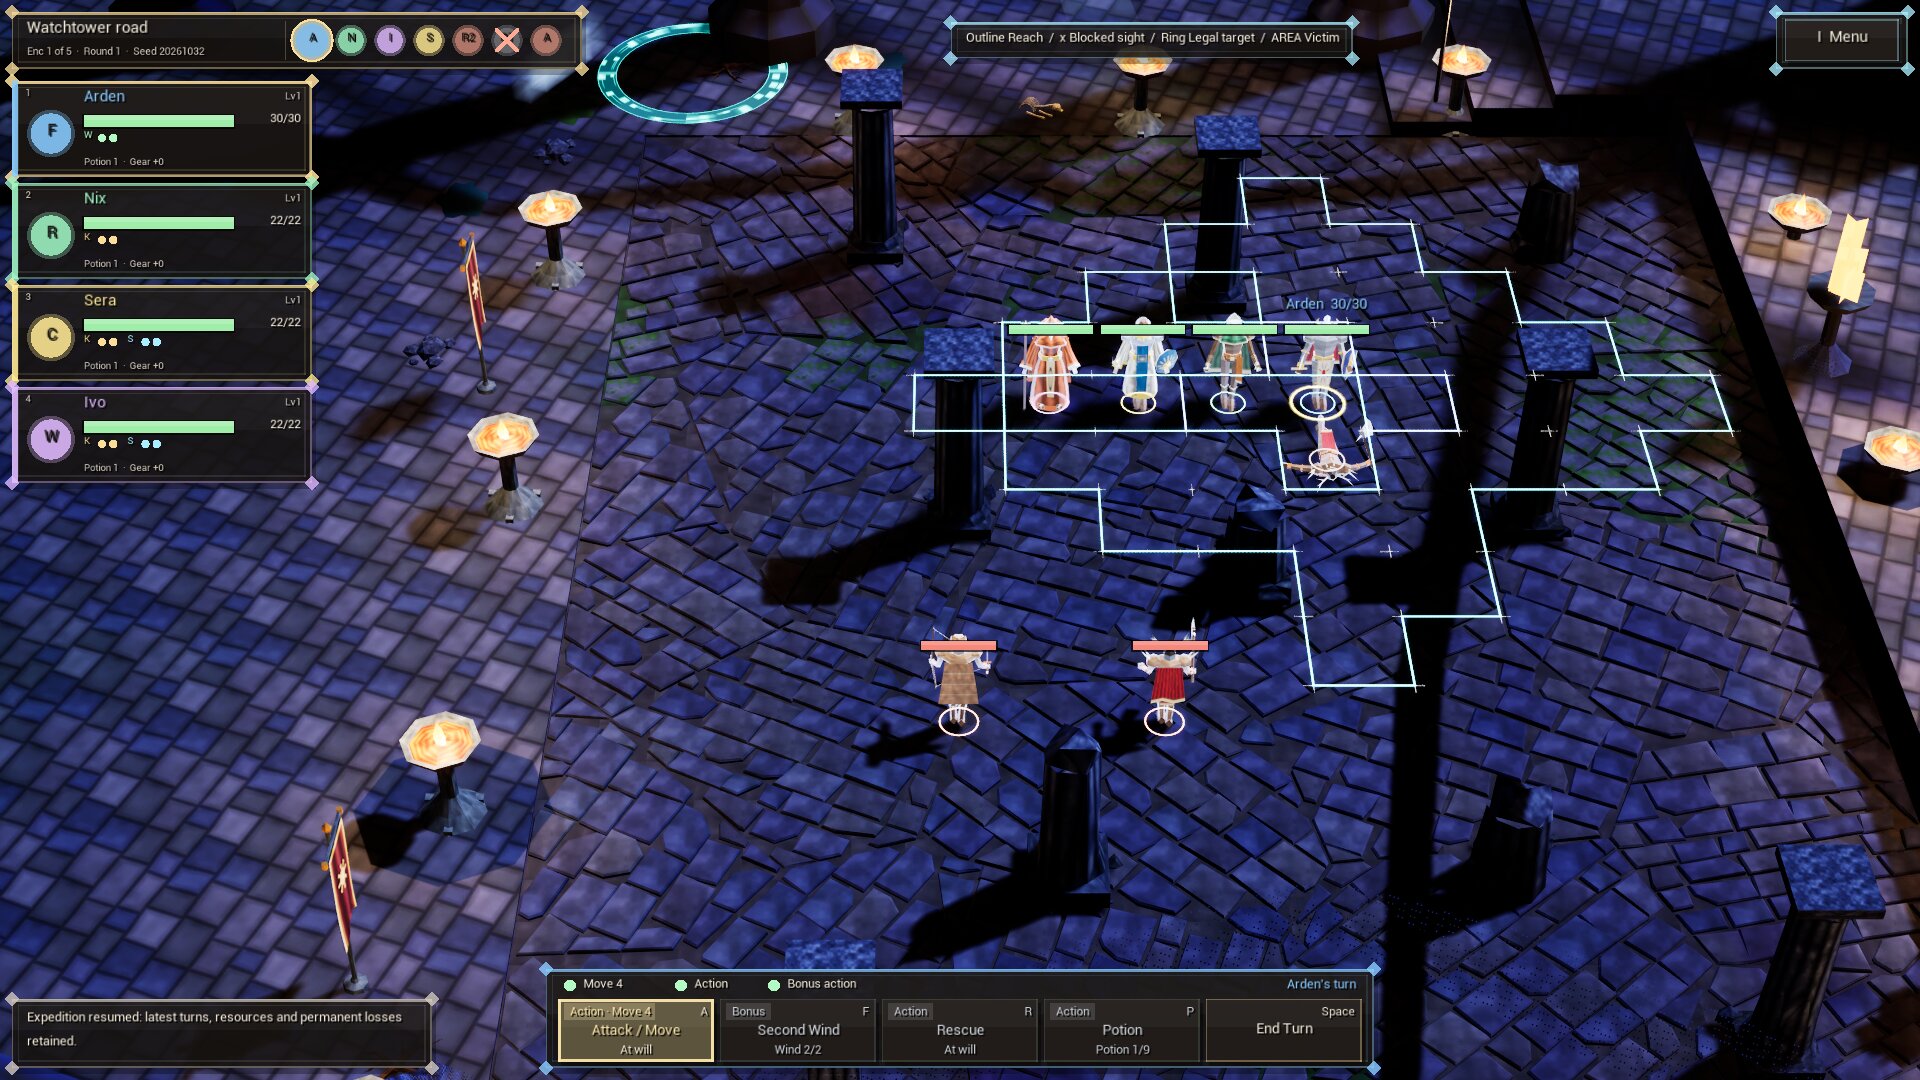 Watchtower road
Enc 1 of 5 · Round 1 · Seed 20261032
A N I S R2 A
Outline Reach / x Blocked sight / Ring Legal target / AREA Victim
I Menu
1 Arden Lv1
F 30/30
W
Potion 1 · Gear +0
2 Nix Lv1
R 22/22
K
Potion 1 · Gear +0
3 Sera Lv1
C 22/22
K S
Potion 1 · Gear +0
4 Ivo Lv1
W 22/22
K S
Potion 1 · Gear +0
Arden 30/30
Expedition resumed: latest turns, resources and permanent losses
retained.
Move 4 Action Bonus action Arden's turn
Action · Move 4 A
Attack / Move
At will
Bonus F
Second Wind
Wind 2/2
Action R
Rescue
At will
Action P
Potion
Potion 1/9
Space
End Turn